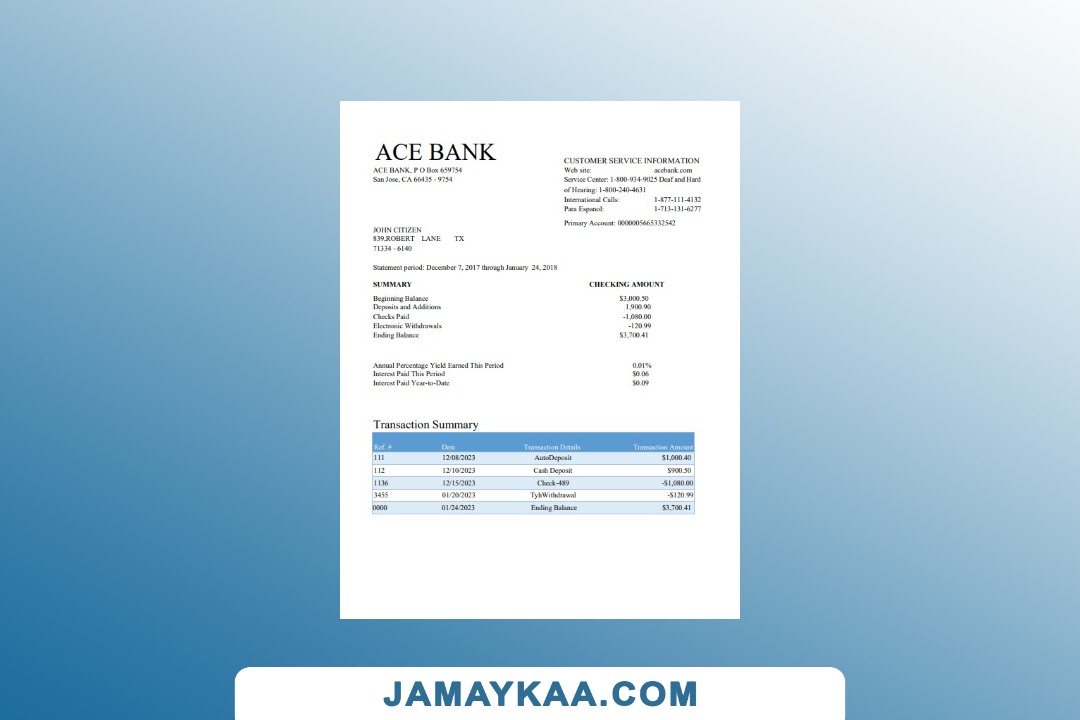 ACE BANK
ACE BANK, P O Box 659754
San Jose, CA 66435 - 9754
CUSTOMER SERVICE INFORMATION
Web site: acebank.com
Service Center: 1-800-934-9025 Deaf and Hard
of Hearing: 1-800-240-4631
International Calls: 1-877-111-4132
Para Espanol: 1-713-131-6277
Primary Account: 0000005665332542
JOHN CITIZEN
839,ROBERT LANE TX
71334 - 6140
Statement period: December 7, 2017 through January 24, 2018
SUMMARY CHECKING AMOUNT
Beginning Balance $3,000.50
Deposits and Additions 1,900.90
Checks Paid -1,080.00
Electronic Withdrawals -120.99
Ending Balance $3,700.41
Annual Percentage Yield Earned This Period 0.01%
Interest Paid This Period $0.06
Interest Paid Year-to-Date $0.09
Transaction Summary
Ref # Date Transaction Details Transaction Amount
111 12/08/2023 AutoDeposit $1,000.40
112 12/10/2023 Cash Deposit $900.50
1136 12/15/2023 Check-489 -$1,080.00
3455 01/20/2023 TyhWithdrawal -$120.99
0000 01/24/2023 Ending Balance $3,700.41
JAMAYKAA.COM